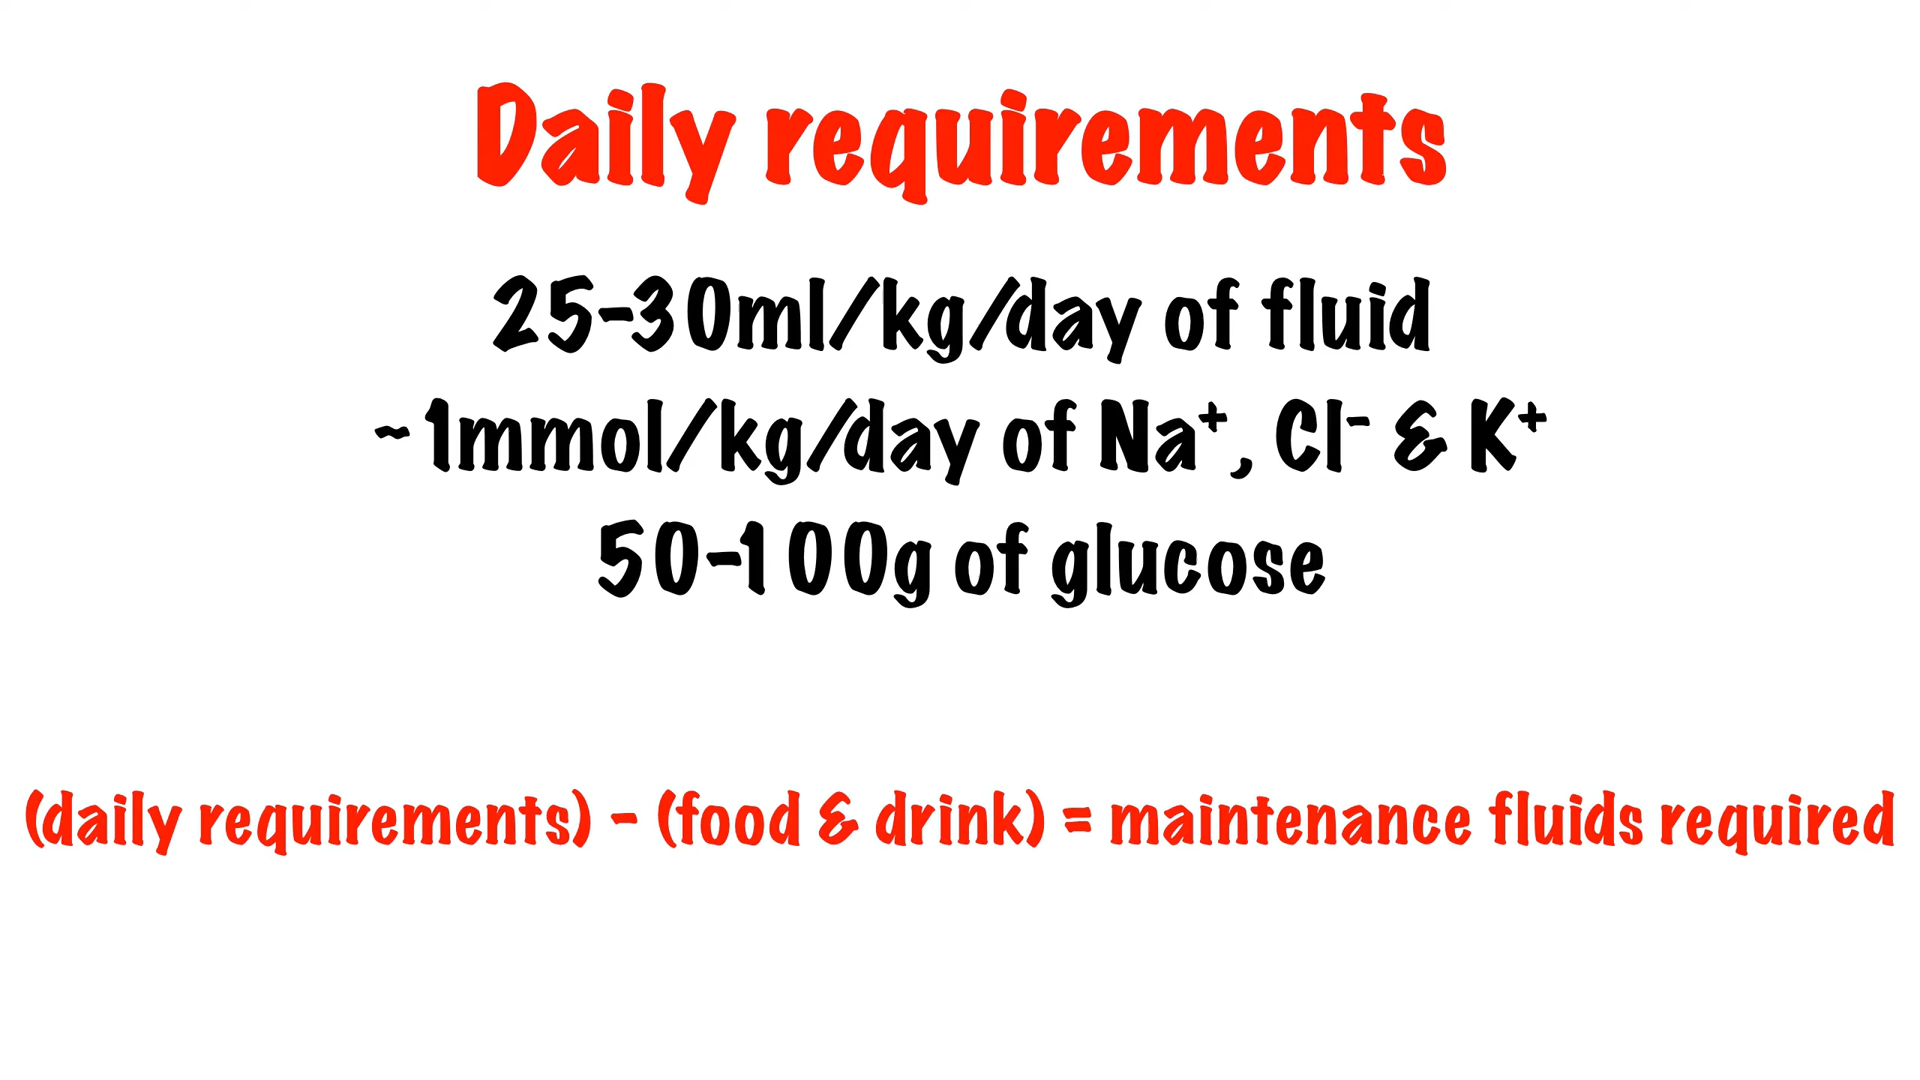 Daily requirements
25-30ml/kg/day of fluid
~1mmol/kg/day of Na⁺, Cl⁻ & K⁺
50-100g of glucose
(daily requirements) - (food & drink) = maintenance fluids required